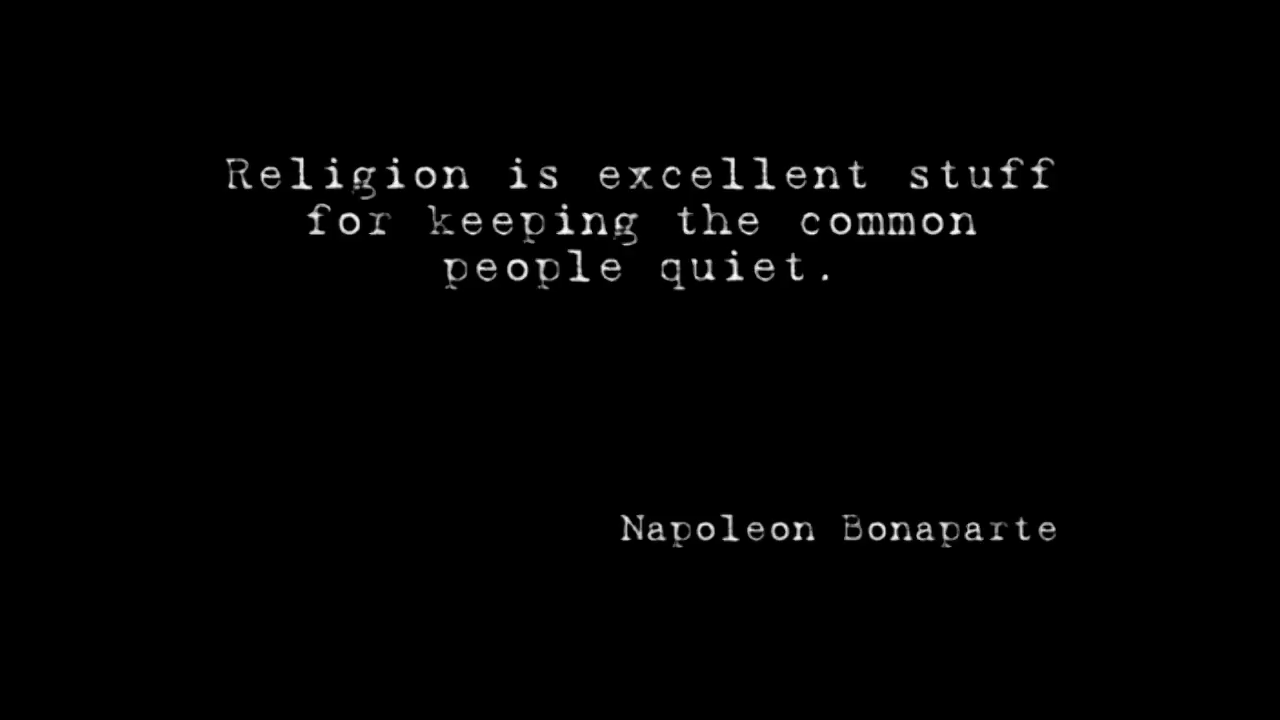 Religion is excellent stuff
for keeping the common
people quiet.
Napoleon Bonaparte